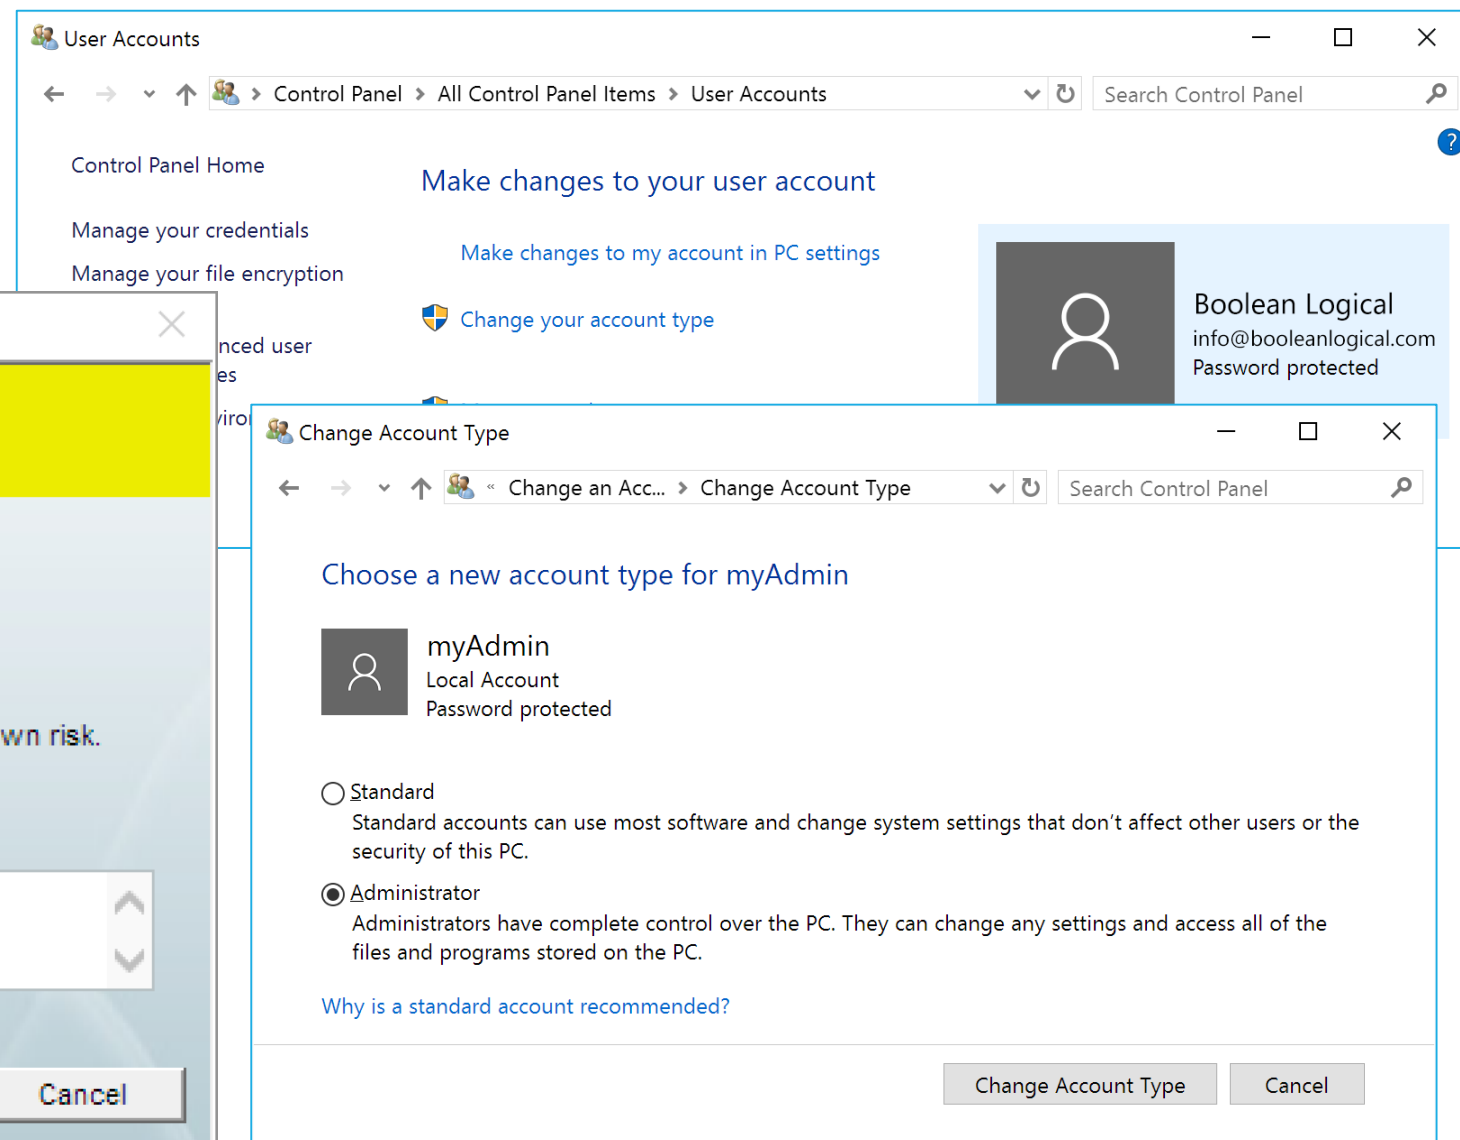 User Accounts
Control Panel > All Control Panel Items > User Accounts
Search Control Panel
?
Control Panel Home
Make changes to your user account
Manage your credentials
Make changes to my account in PC settings
Manage your file encryption
Change your account type
Boolean Logical
info@booleanlogical.com
Password protected
nced user
es
Change Account Type
« Change an Acc... > Change Account Type
Search Control Panel
Choose a new account type for myAdmin
myAdmin
Local Account
Password protected
wn risk.
Standard
Standard accounts can use most software and change system settings that don't affect other users or the
security of this PC.
Administrator
Administrators have complete control over the PC. They can change any settings and access all of the
files and programs stored on the PC.
Why is a standard account recommended?
Change Account Type
Cancel
Cancel